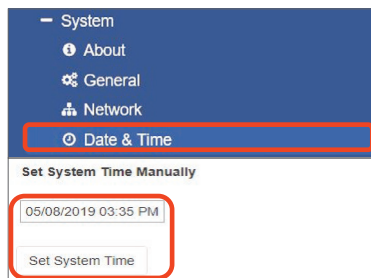 System
About
General
Network
Date & Time
Set System Time Manually
05/08/2019 03:35 PM
Set System Time